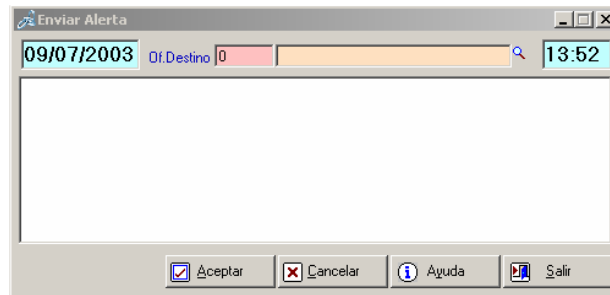 Enviar Alerta
09/07/2003 Of.Destino 0 13:52
Aceptar Cancelar Ayuda Salir